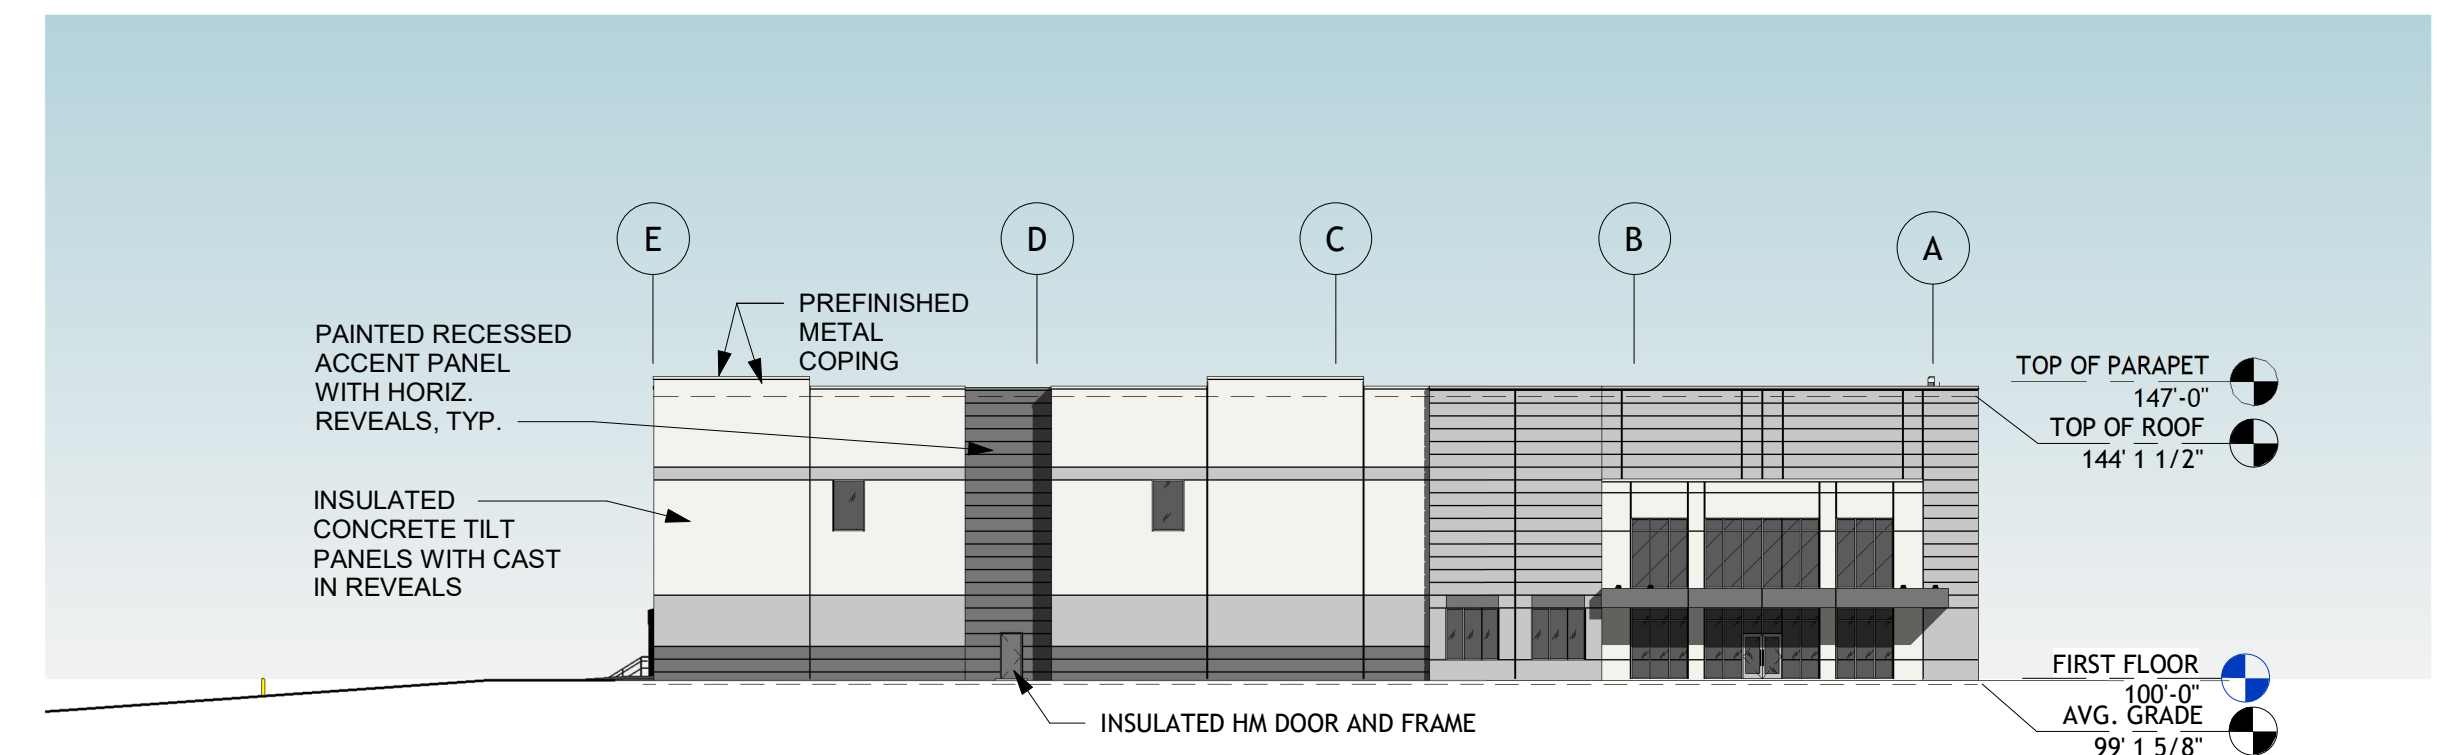 E
D
C
B
A
PREFINISHED
METAL
COPING
PAINTED RECESSED
ACCENT PANEL
WITH HORIZ.
REVEALS, TYP.
INSULATED
CONCRETE TILT
PANELS WITH CAST
IN REVEALS
TOP OF PARAPET
147'-0"
TOP OF ROOF
144' 1 1/2"
FIRST FLOOR
100'-0"
AVG. GRADE
99' 1 5/8"
INSULATED HM DOOR AND FRAME